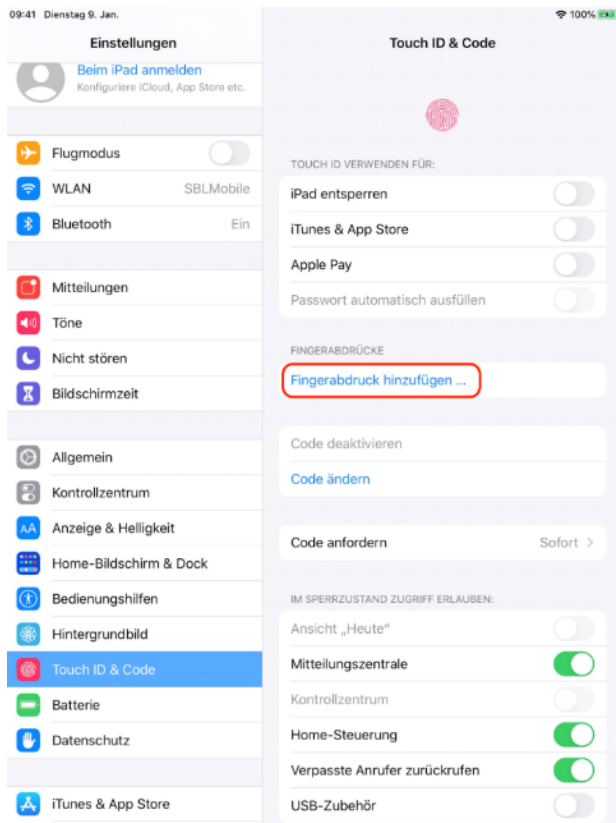 09:41 Dienstag 9. Jan.
100%
Einstellungen
Beim iPad anmelden
Konfiguriere iCloud, App Store etc.
Flugmodus
WLAN SBLMobile
Bluetooth Ein
Mitteilungen
Töne
Nicht stören
Bildschirmzeit
Allgemein
Kontrollzentrum
AA Anzeige & Helligkeit
Home-Bildschirm & Dock
Bedienungshilfen
Hintergrundbild
Touch ID & Code
Batterie
Datenschutz
iTunes & App Store
Touch ID & Code
TOUCH ID VERWENDEN FÜR:
iPad entsperren
iTunes & App Store
Apple Pay
Passwort automatisch ausfüllen
FINGERABDRÜCKE
Fingerabdruck hinzufügen ...
Code deaktivieren
Code ändern
Code anfordern Sofort >
IM SPERRZUSTAND ZUGRIFF ERLAUBEN:
Ansicht „Heute“
Mitteilungszentrale
Kontrollzentrum
Home-Steuerung
Verpasste Anrufer zurückrufen
USB-Zubehör